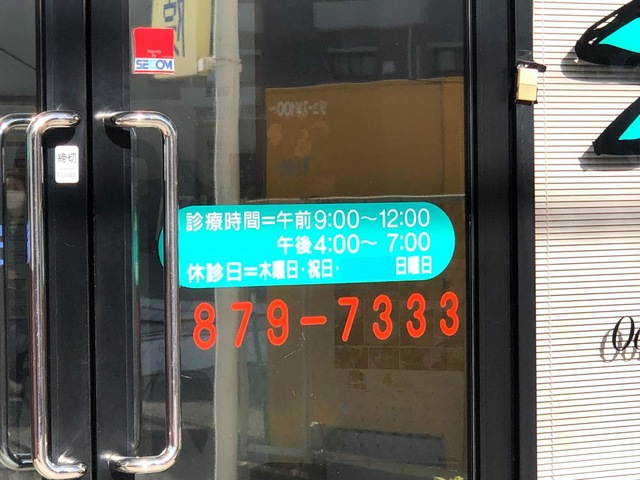 SECOM
締切
診療時間=午前9:00〜12:00
午後4:00〜 7:00
休診日=木曜日・祝日・ 日曜日
879-7333